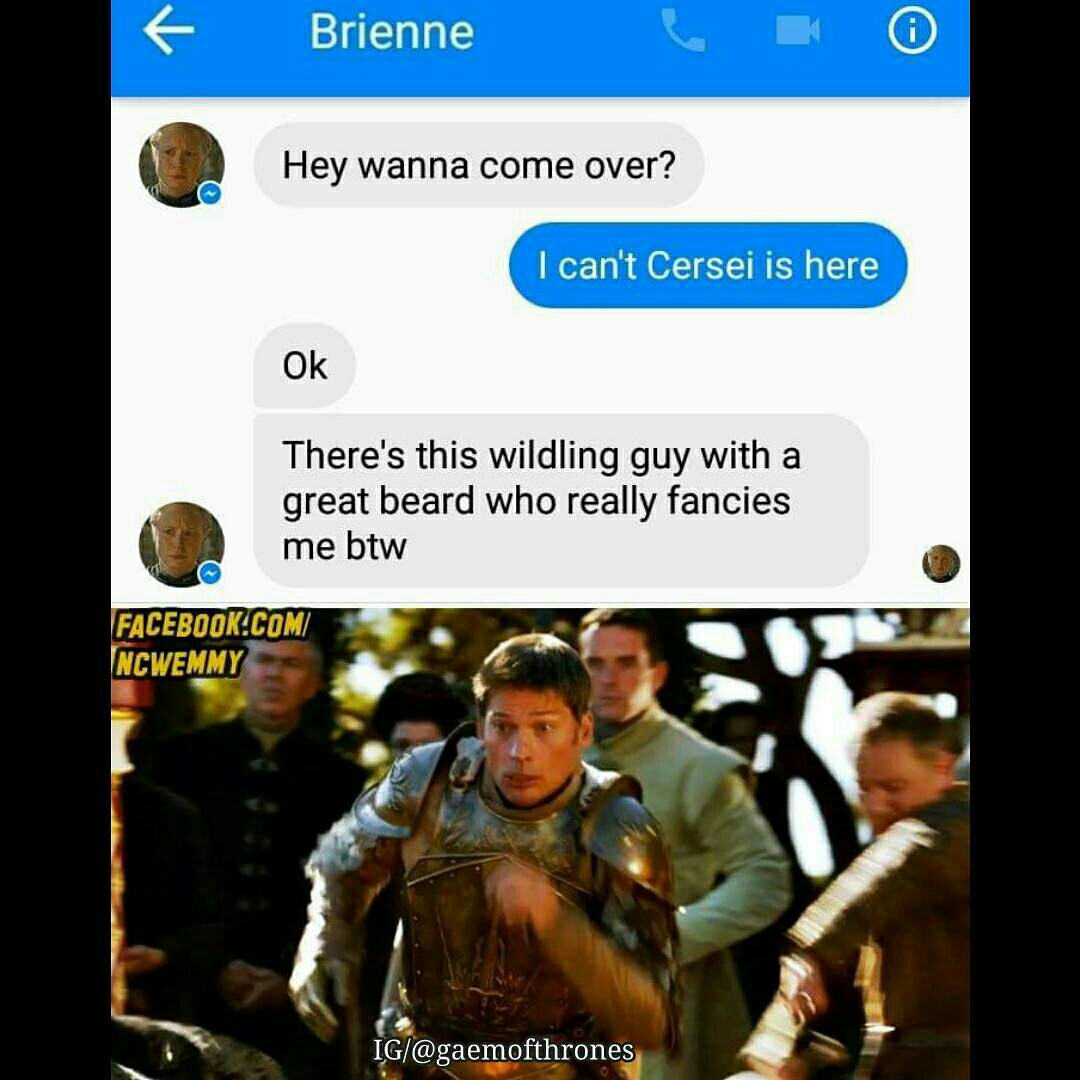 Brienne
Hey wanna come over?
I can't Cersei is here
Ok
There's this wildling guy with a
great beard who really fancies
me btw
FACEBOOK.COM/
NCWEMMY
IG/@gaemofthrones